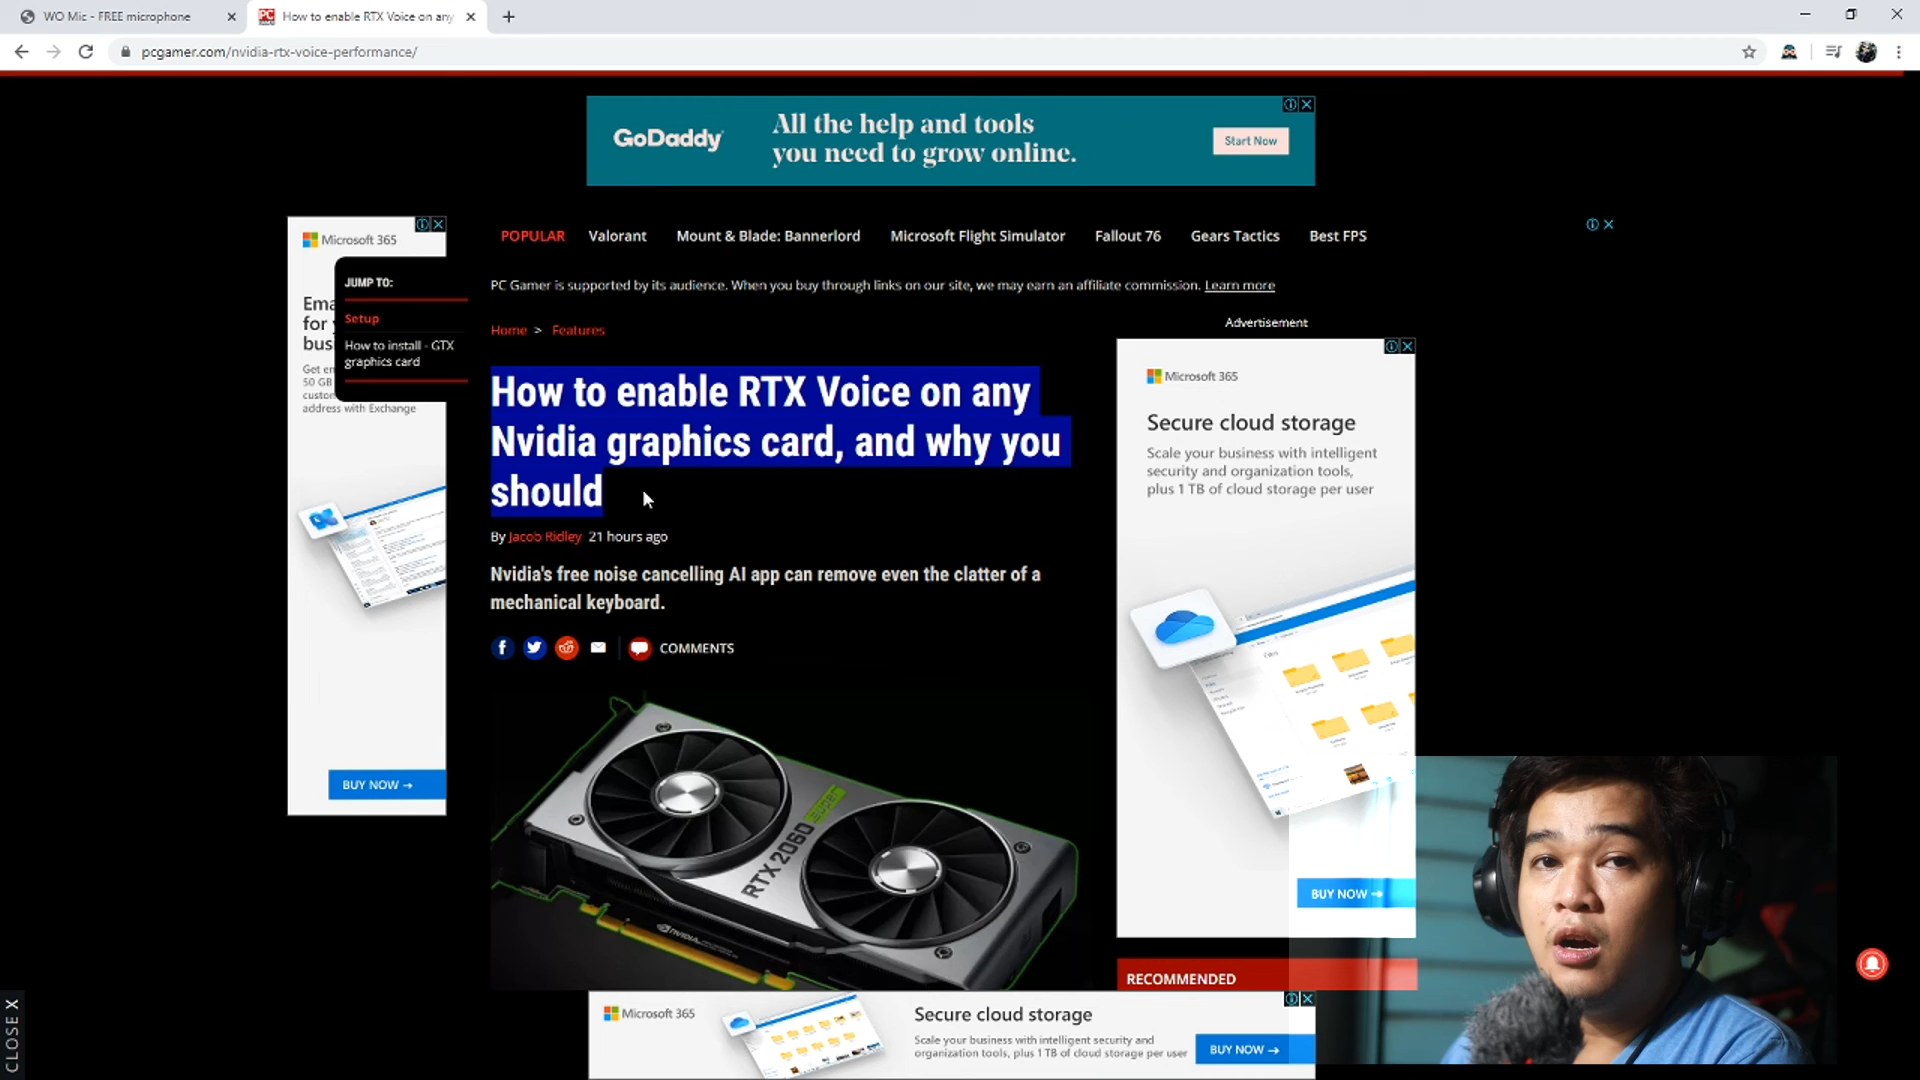 WO Mic - FREE microphone
How to enable RTX Voice on any
pcgamer.com/nvidia-rtx-voice-performance/
GoDaddy
All the help and tools
you need to grow online.
Start Now
Microsoft 365
JUMP TO:
Setup
How to install - GTX
graphics card
address with Exchange
BUY NOW →
POPULAR
Valorant
Mount & Blade: Bannerlord
Microsoft Flight Simulator
Fallout 76
Gears Tactics
Best FPS
PC Gamer is supported by its audience. When you buy through links on our site, we may earn an affiliate commission. Learn more
Home > Features
How to enable RTX Voice on any
Nvidia graphics card, and why you
should
By Jacob Ridley 21 hours ago
Nvidia's free noise cancelling AI app can remove even the clatter of a
mechanical keyboard.
COMMENTS
RTX 2060 SUPER
NVIDIA
Advertisement
Microsoft 365
Secure cloud storage
Scale your business with intelligent
security and organization tools,
plus 1 TB of cloud storage per user
BUY NOW →
RECOMMENDED
Microsoft 365
Secure cloud storage
Scale your business with intelligent security and
organization tools, plus 1 TB of cloud storage per user
BUY NOW →
CLOSE X